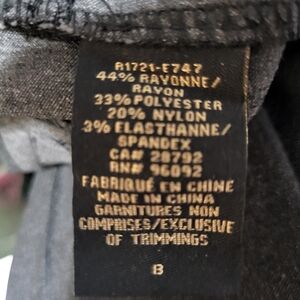 R1721-E747
44% RAYONNE/
RAYON
33% POLYESTER
20% NYLON
3% ELASTHANNE/
SPANDEX
CA# 28792
RN# 96092
FABRIQUÉ EN CHINE
MADE IN CHINA
GARNITURES NON
COMPRISES/EXCLUSIVE
OF TRIMMINGS
B